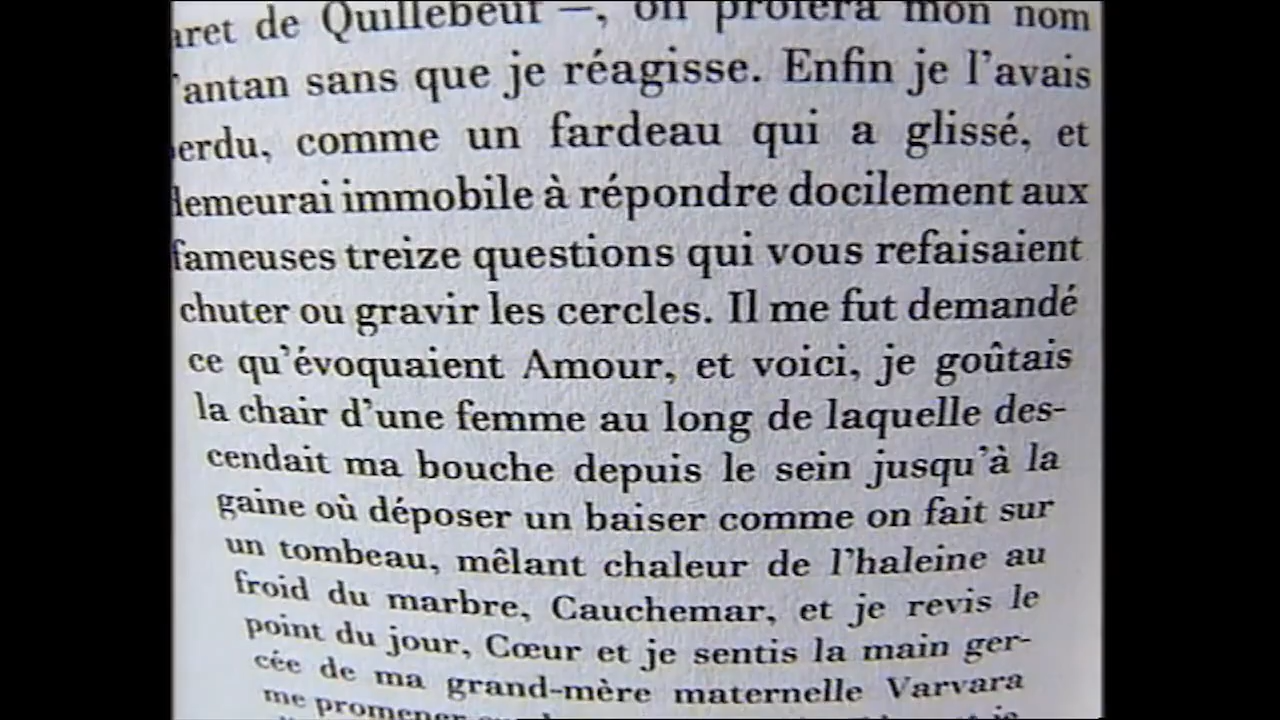 aret de Quillebeuf —, on proféra mon nom
d'antan sans que je réagisse. Enfin je l'avais
perdu, comme un fardeau qui a glissé, et
demeurai immobile à répondre docilement aux
fameuses treize questions qui vous refaisaient
chuter ou gravir les cercles. Il me fut demandé
ce qu'évoquaient Amour, et voici, je goûtais
la chair d'une femme au long de laquelle des-
cendait ma bouche depuis le sein jusqu'à la
gaine où déposer un baiser comme on fait sur
un tombeau, mêlant chaleur de l'haleine au
froid du marbre, Cauchemar, et je revis le
point du jour, Cœur et je sentis la main ger-
cée de ma grand-mère maternelle Varvara
me promener